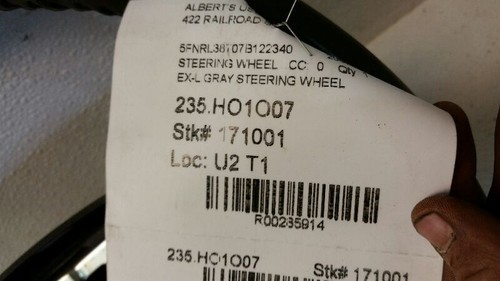 ALBERT'S
422 RAILROAD
5FNRL38707B122340
STEERING WHEEL CC: 0 Qty
EX-L GRAY STEERING WHEEL
235.HO1O07
Stk# 171001
Loc: U2 T1
R00285914
235.HO1O07 Stk# 171001